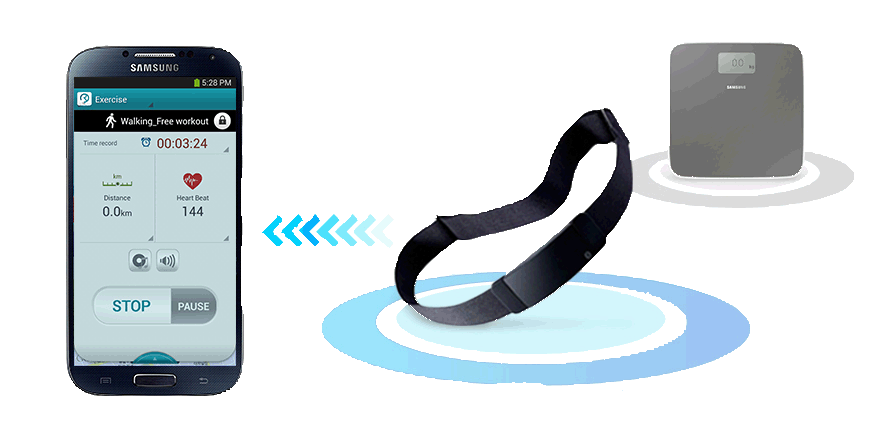 SAMSUNG
5:28 PM
Exercise
Walking_Free workout
Time record
00:03:24
km
Distance
0.0km
Heart Beat
144
STOP
PAUSE
00
SAMSUNG